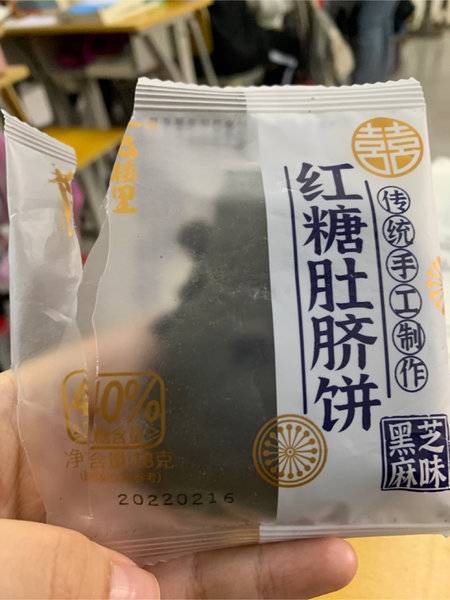 囍
红糖肚脐饼
传统手工制作
黑芝麻味
40%
净含量
20220216